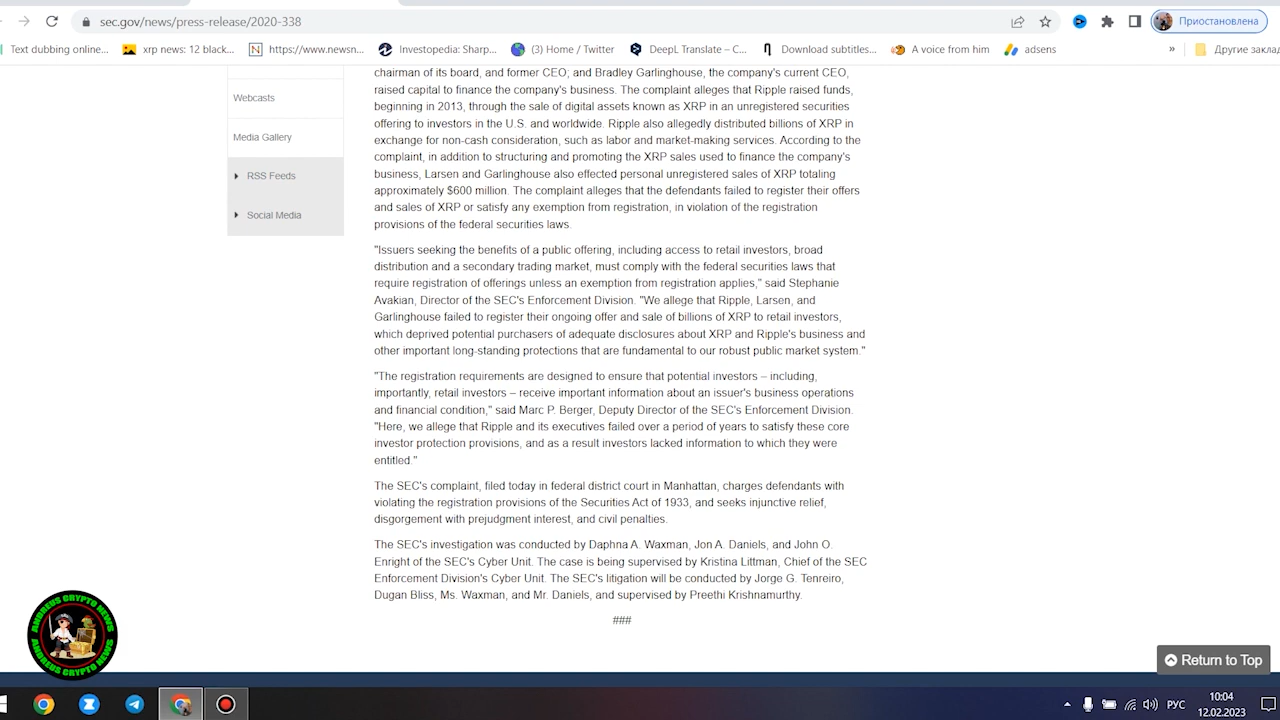 sec.gov/news/press-release/2020-338
Приостановлена
Text dubbing online...
xrp news: 12 black...
https://www.newsn...
Investopedia: Sharp...
(3) Home / Twitter
DeepL Translate – C...
Download subtitles...
A voice from him
adsens
»
Другие заклад
chairman of its board, and former CEO; and Bradley Garlinghouse, the company's current CEO,
raised capital to finance the company's business. The complaint alleges that Ripple raised funds,
beginning in 2013, through the sale of digital assets known as XRP in an unregistered securities
offering to investors in the U.S. and worldwide. Ripple also allegedly distributed billions of XRP in
exchange for non-cash consideration, such as labor and market-making services. According to the
complaint, in addition to structuring and promoting the XRP sales used to finance the company's
business, Larsen and Garlinghouse also effected personal unregistered sales of XRP totaling
approximately $600 million. The complaint alleges that the defendants failed to register their offers
and sales of XRP or satisfy any exemption from registration, in violation of the registration
provisions of the federal securities laws.
Webcasts
Media Gallery
RSS Feeds
Social Media
"Issuers seeking the benefits of a public offering, including access to retail investors, broad
distribution and a secondary trading market, must comply with the federal securities laws that
require registration of offerings unless an exemption from registration applies," said Stephanie
Avakian, Director of the SEC's Enforcement Division. "We allege that Ripple, Larsen, and
Garlinghouse failed to register their ongoing offer and sale of billions of XRP to retail investors,
which deprived potential purchasers of adequate disclosures about XRP and Ripple's business and
other important long-standing protections that are fundamental to our robust public market system."
"The registration requirements are designed to ensure that potential investors – including,
importantly, retail investors – receive important information about an issuer's business operations
and financial condition," said Marc P. Berger, Deputy Director of the SEC's Enforcement Division.
"Here, we allege that Ripple and its executives failed over a period of years to satisfy these core
investor protection provisions, and as a result investors lacked information to which they were
entitled."
The SEC's complaint, filed today in federal district court in Manhattan, charges defendants with
violating the registration provisions of the Securities Act of 1933, and seeks injunctive relief,
disgorgement with prejudgment interest, and civil penalties.
The SEC's investigation was conducted by Daphna A. Waxman, Jon A. Daniels, and John O.
Enright of the SEC's Cyber Unit. The case is being supervised by Kristina Littman, Chief of the SEC
Enforcement Division's Cyber Unit. The SEC's litigation will be conducted by Jorge G. Tenreiro,
Dugan Bliss, Ms. Waxman, and Mr. Daniels, and supervised by Preethi Krishnamurthy.
###
ANDREUS CRYPTO NEWS
ANDREUS CRYPTO NEWS
Return to Top
РУС
10:04
12.02.2023